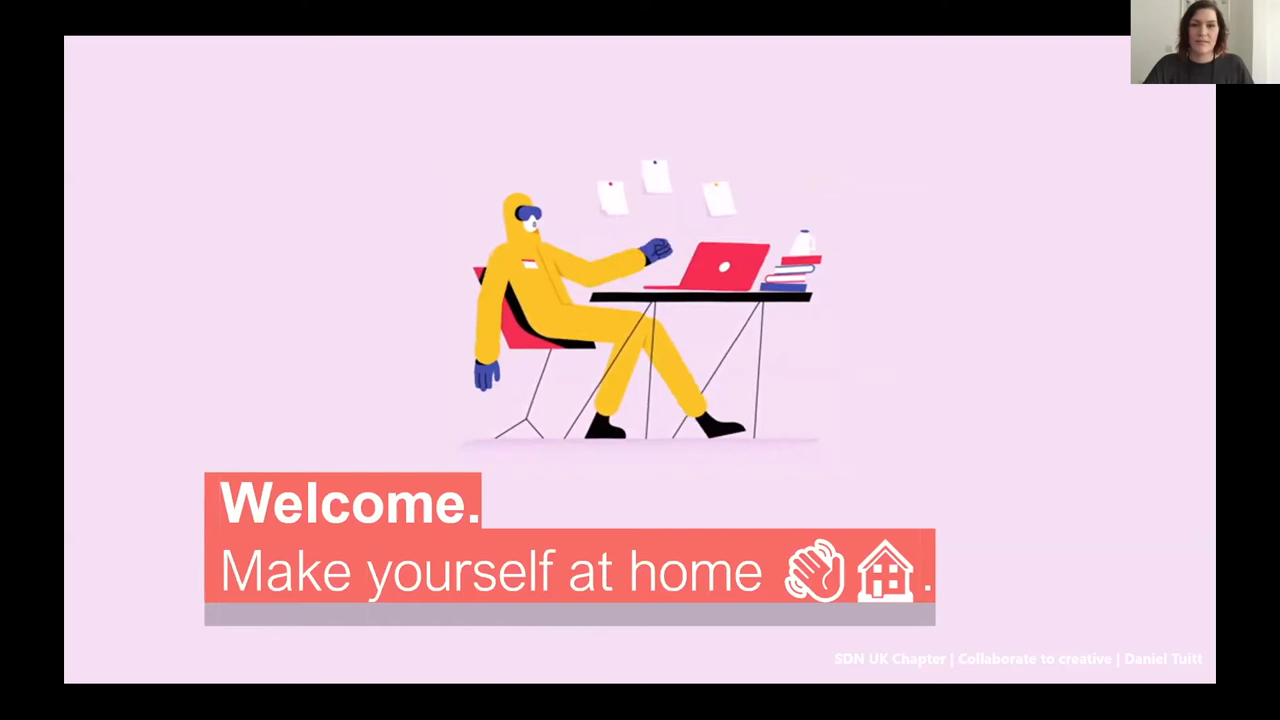 Welcome.
Make yourself at home 👋🏠.
SDN UK Chapter | Collaborate to creative | Daniel Tuitt